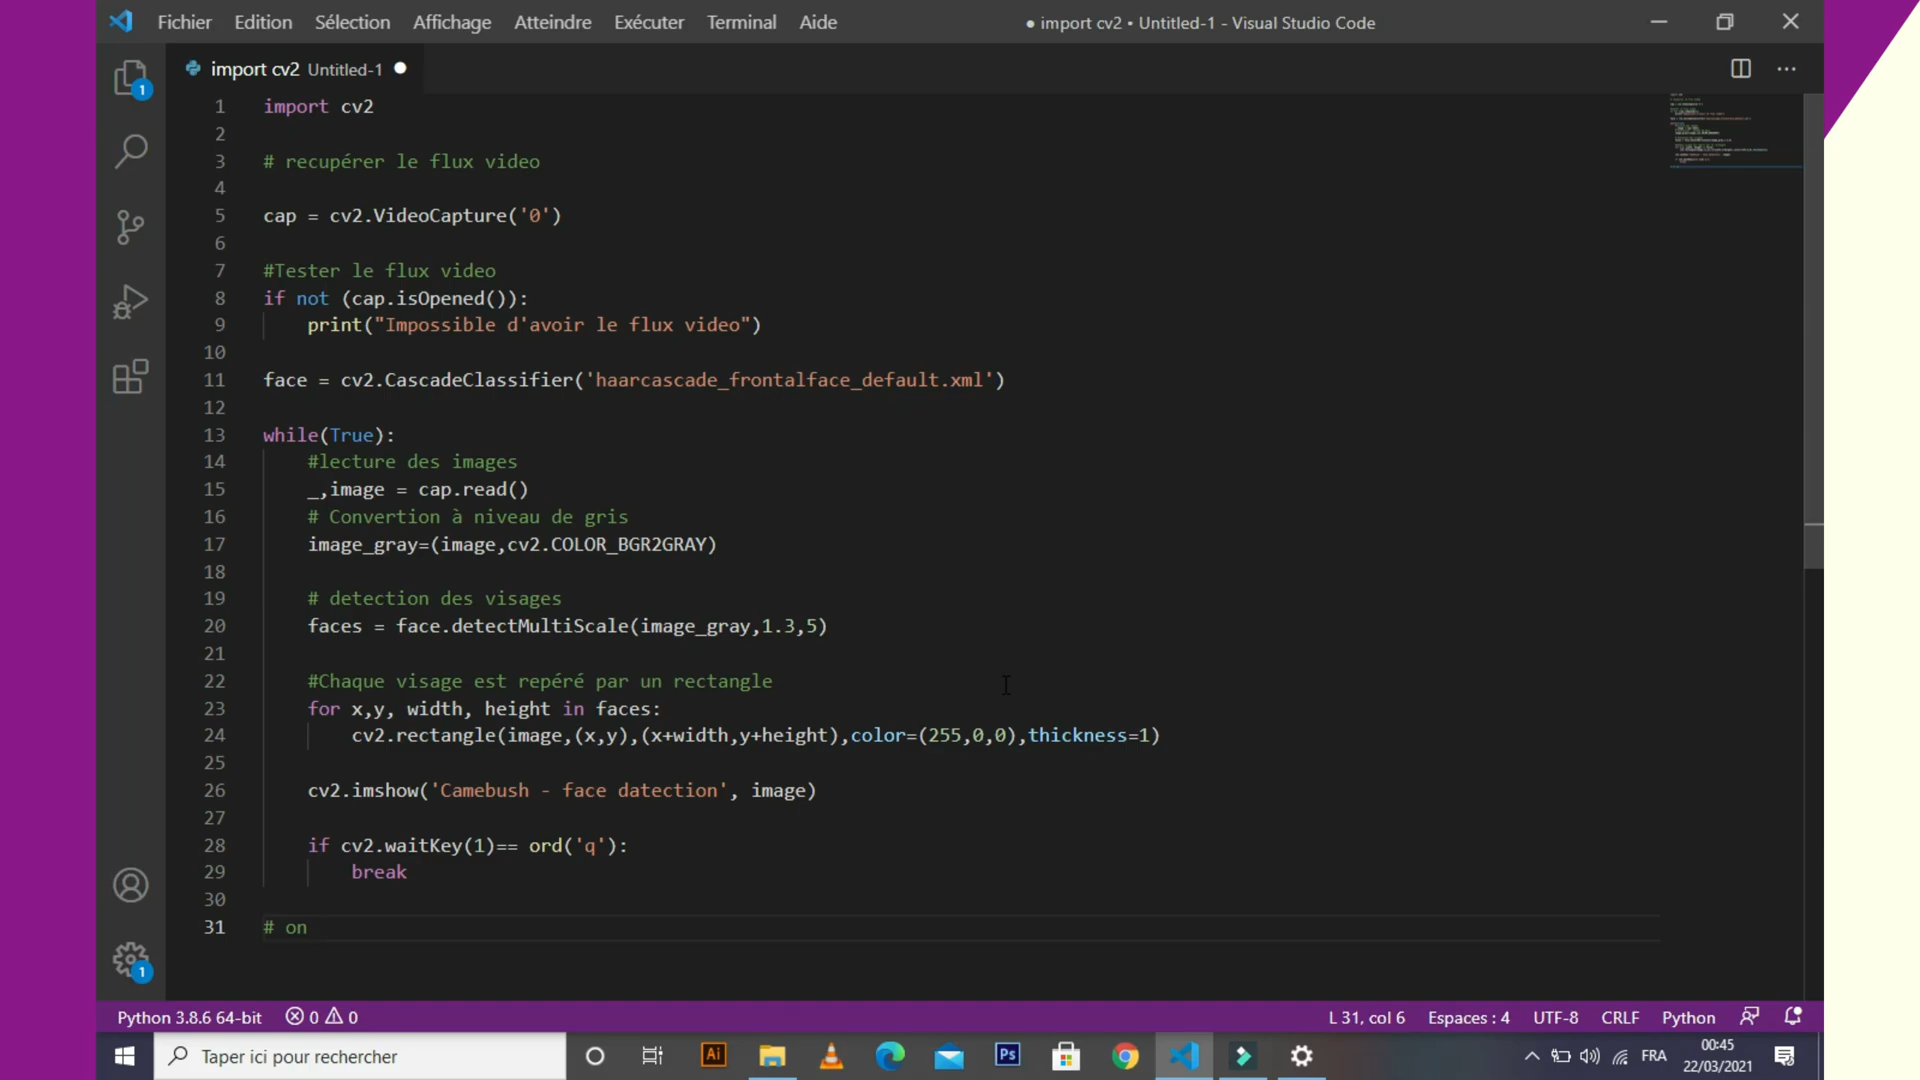 Fichier Edition Sélection Affichage Atteindre Exécuter Terminal Aide ● import cv2 • Untitled-1 - Visual Studio Code
import cv2 Untitled-1 ●
1 import cv2
2
3 # recupérer le flux video
4
5 cap = cv2.VideoCapture('0')
6
7 #Tester le flux video
8 if not (cap.isOpened()):
9 print("Impossible d'avoir le flux video")
10
11 face = cv2.CascadeClassifier('haarcascade_frontalface_default.xml')
12
13 while(True):
14 #lecture des images
15 _,image = cap.read()
16 # Convertion à niveau de gris
17 image_gray=(image,cv2.COLOR_BGR2GRAY)
18
19 # detection des visages
20 faces = face.detectMultiScale(image_gray,1.3,5)
21
22 #Chaque visage est repéré par un rectangle
23 for x,y, width, height in faces:
24 cv2.rectangle(image,(x,y),(x+width,y+height),color=(255,0,0),thickness=1)
25
26 cv2.imshow('Camebush - face datection', image)
27
28 if cv2.waitKey(1)== ord('q'):
29 break
30
31 # on
1
1
Python 3.8.6 64-bit 0 0 L 31, col 6 Espaces : 4 UTF-8 CRLF Python
Taper ici pour rechercher Ai Ps FRA 00:45
22/03/2021